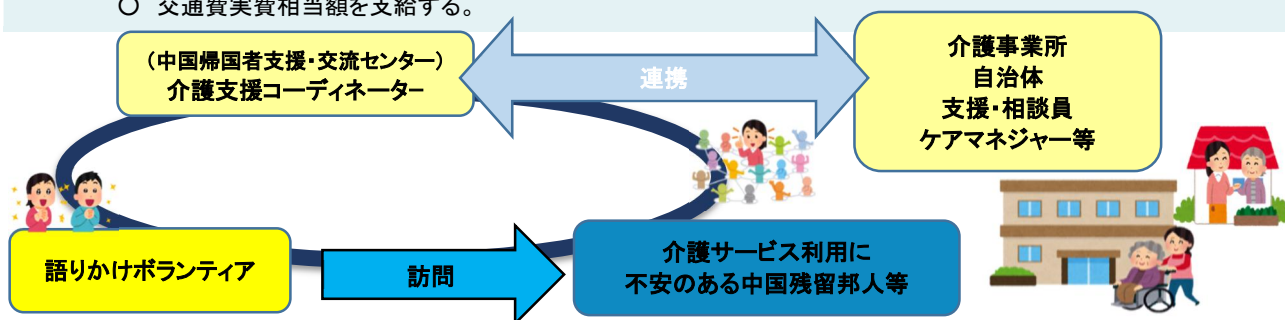 ○ 交通費実費相当額を支給する。
(中国帰国者支援・交流センター)
介護支援コーディネーター
連携
介護事業所
自治体
支援・相談員
ケアマネジャー等
語りかけボランティア
訪問
介護サービス利用に
不安のある中国残留邦人等